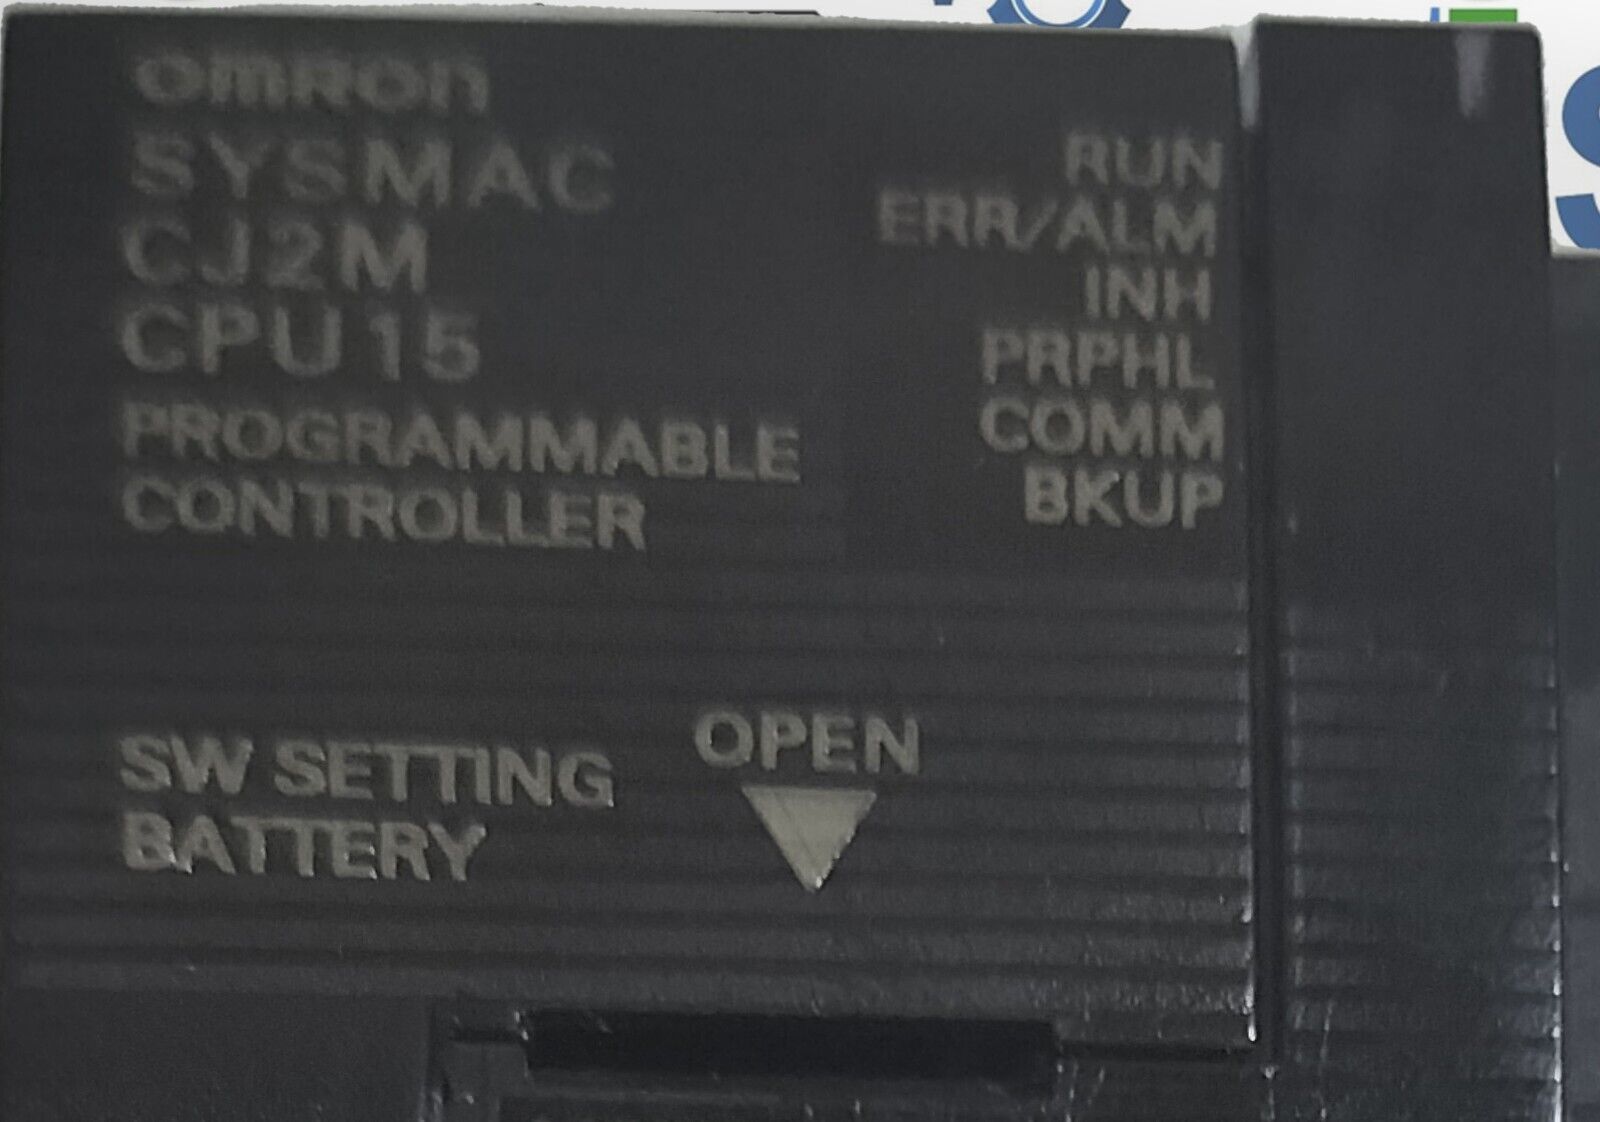 omron
SYSMAC
CJ2M
CPU15
PROGRAMMABLE
CONTROLLER
RUN
ERR/ALM
INH
PRPHL
COMM
BKUP
SW SETTING
BATTERY
OPEN